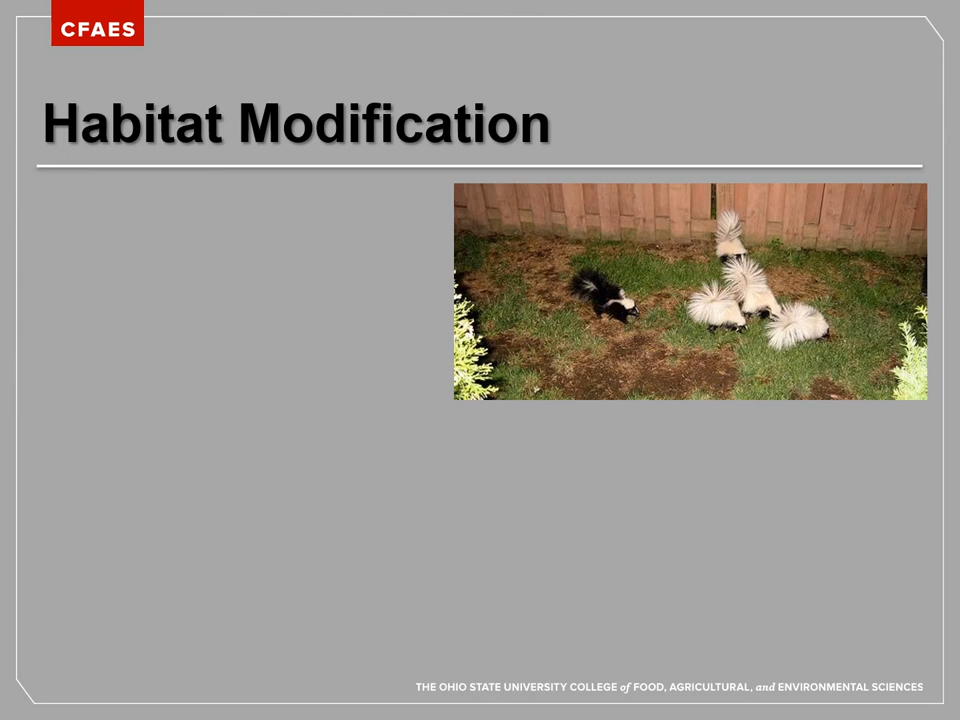 CFAES
Habitat Modification
THE OHIO STATE UNIVERSITY COLLEGE of FOOD, AGRICULTURAL, and ENVIRONMENTAL SCIENCES